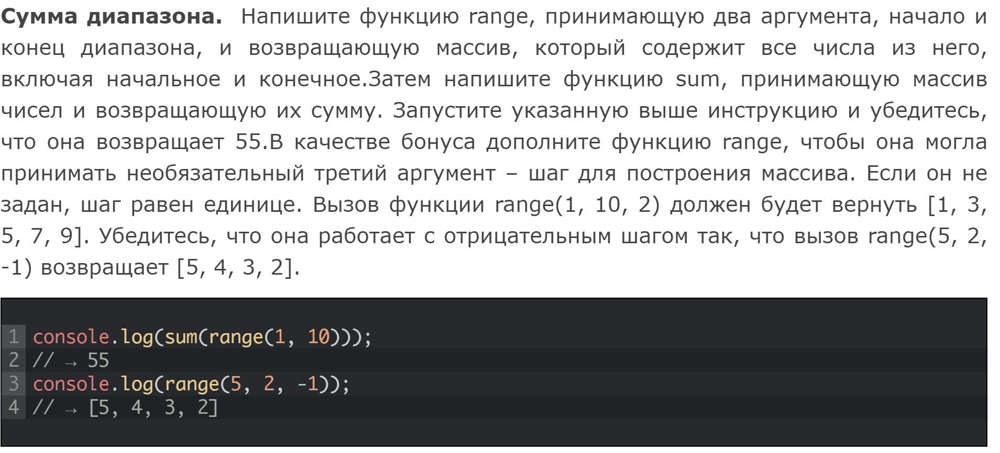 Сумма диапазона. Напишите функцию range, принимающую два аргумента, начало и
конец диапазона, и возвращающую массив, который содержит все числа из него,
включая начальное и конечное.Затем напишите функцию sum, принимающую массив
чисел и возвращающую их сумму. Запустите указанную выше инструкцию и убедитесь,
что она возвращает 55.В качестве бонуса дополните функцию range, чтобы она могла
принимать необязательный третий аргумент – шаг для построения массива. Если он не
задан, шаг равен единице. Вызов функции range(1, 10, 2) должен будет вернуть [1, 3,
5, 7, 9]. Убедитесь, что она работает с отрицательным шагом так, что вызов range(5, 2,
-1) возвращает [5, 4, 3, 2].
1 console.log(sum(range(1, 10)));
2 // → 55
3 console.log(range(5, 2, -1));
4 // → [5, 4, 3, 2]